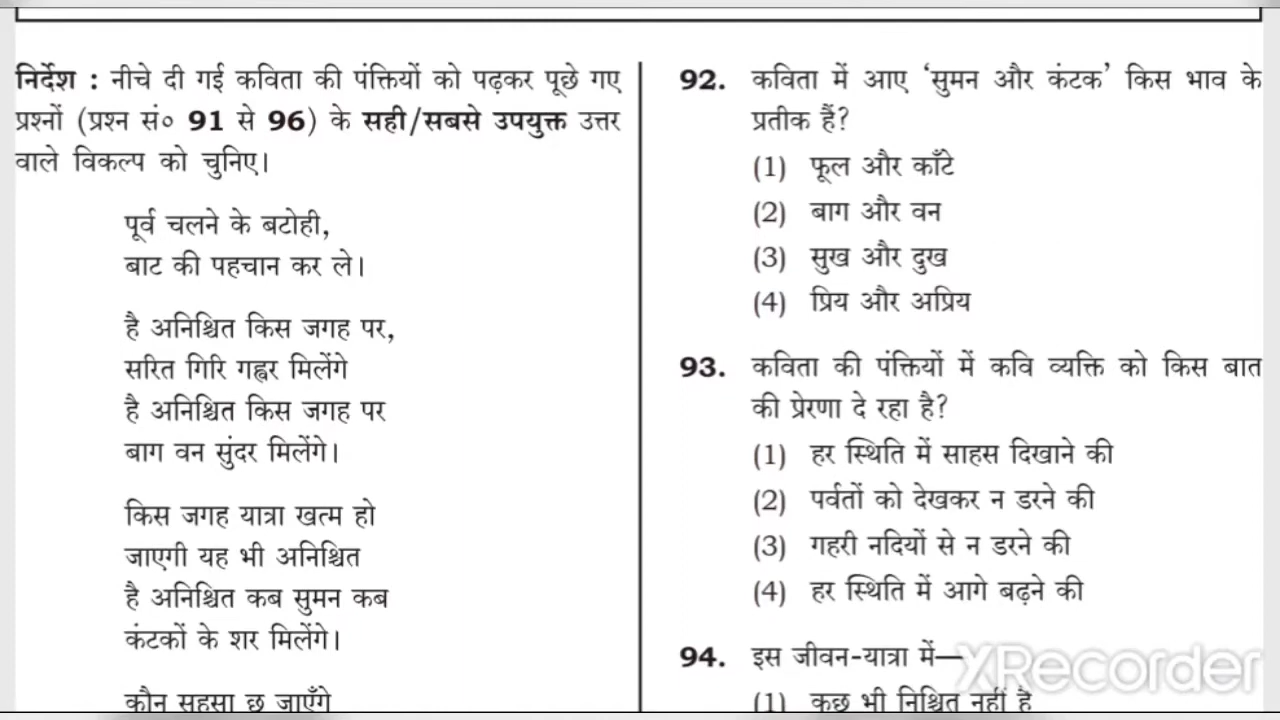 निर्देश : नीचे दी गई कविता की पंक्तियों को पढ़कर पूछे गए
प्रश्नों (प्रश्न सं० 91 से 96) के सही/सबसे उपयुक्त उत्तर
वाले विकल्प को चुनिए।
पूर्व चलने के बटोही,
बाट की पहचान कर ले।
है अनिश्चित किस जगह पर,
सरित गिरि गह्वर मिलेंगे
है अनिश्चित किस जगह पर
बाग वन सुंदर मिलेंगे।
किस जगह यात्रा खत्म हो
जाएगी यह भी अनिश्चित
है अनिश्चित कब सुमन कब
कंटकों के शर मिलेंगे।
कौन सहसा छू जाएँगे
92. कविता में आए ‘सुमन और कंटक’ किस भाव के
प्रतीक हैं?
(1) फूल और काँटे
(2) बाग और वन
(3) सुख और दुख
(4) प्रिय और अप्रिय
93. कविता की पंक्तियों में कवि व्यक्ति को किस बात
की प्रेरणा दे रहा है?
(1) हर स्थिति में साहस दिखाने की
(2) पर्वतों को देखकर न डरने की
(3) गहरी नदियों से न डरने की
(4) हर स्थिति में आगे बढ़ने की
94. इस जीवन-यात्रा में—
(1) कुछ भी निश्चित नहीं है
XRecorder